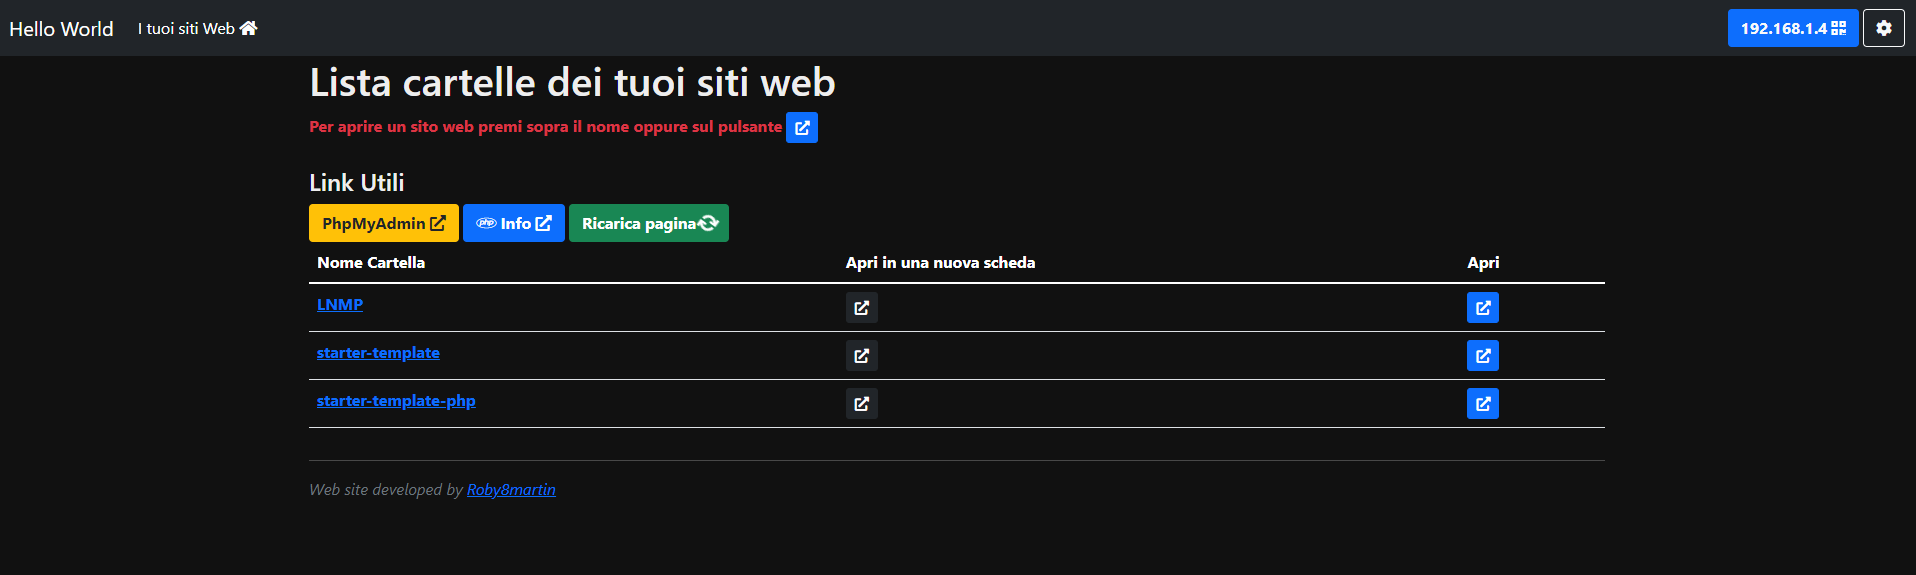 Hello World I tuoi siti Web 192.168.1.4
Lista cartelle dei tuoi siti web
Per aprire un sito web premi sopra il nome oppure sul pulsante
Link Utili
PhpMyAdmin php Info Ricarica pagina
Nome Cartella Apri in una nuova scheda Apri
LNMP
starter-template
starter-template-php
Web site developed by Roby8martin